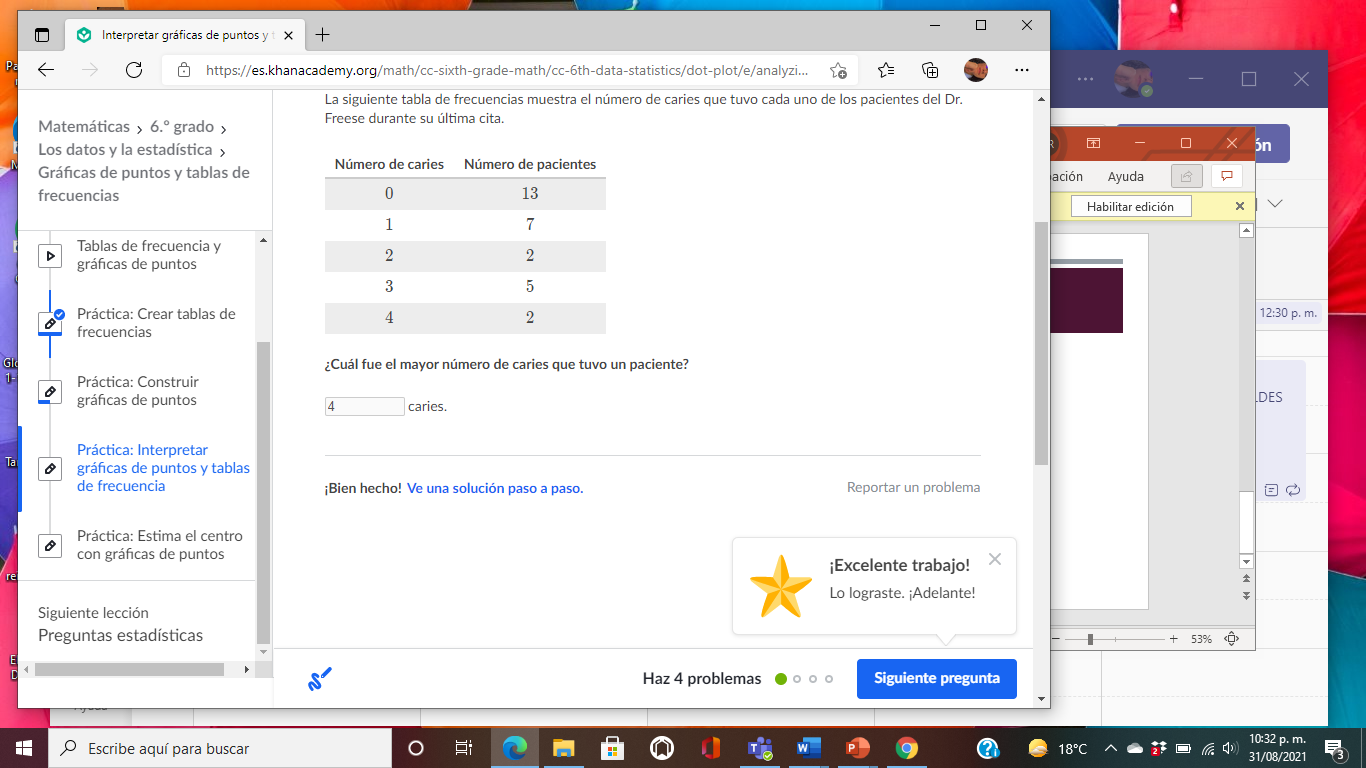 Interpretar gráficas de puntos y t
https://es.khanacademy.org/math/cc-sixth-grade-math/cc-6th-data-statistics/dot-plot/e/analyzi...
Matemáticas > 6.º grado >
Los datos y la estadística >
Gráficas de puntos y tablas de
frecuencias
Tablas de frecuencia y
gráficas de puntos
Práctica: Crear tablas de
frecuencias
Práctica: Construir
gráficas de puntos
Práctica: Interpretar
gráficas de puntos y tablas
de frecuencia
Práctica: Estima el centro
con gráficas de puntos
Siguiente lección
Preguntas estadísticas
La siguiente tabla de frecuencias muestra el número de caries que tuvo cada uno de los pacientes del Dr.
Freese durante su última cita.
Número de caries Número de pacientes
0 13
1 7
2 2
3 5
4 2
¿Cuál fue el mayor número de caries que tuvo un paciente?
4 caries.
¡Bien hecho! Ve una solución paso a paso.
Reportar un problema
¡Excelente trabajo!
Lo lograste. ¡Adelante!
Haz 4 problemas
Siguiente pregunta
ón
ación Ayuda
Habilitar edición
12:30 p. m.
LDES
53%
Escribe aquí para buscar
18°C
10:32 p. m.
31/08/2021
3